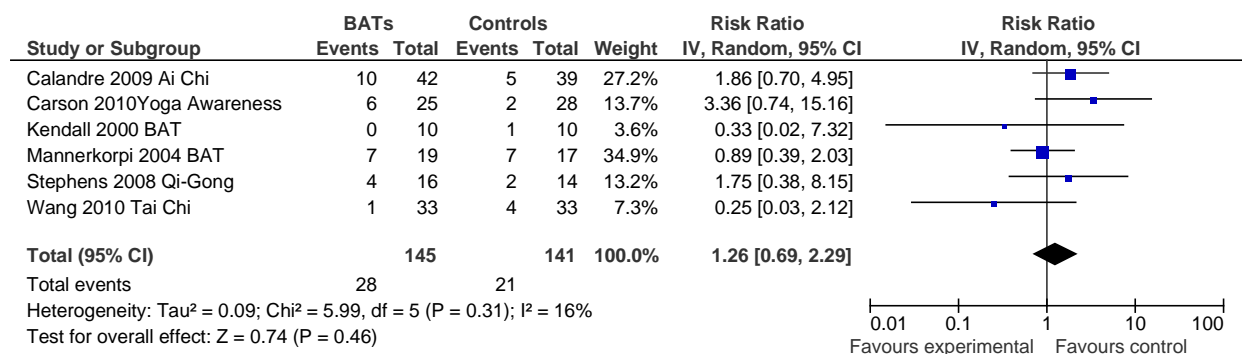 BATs Controls Risk Ratio Risk Ratio
Study or Subgroup Events Total Events Total Weight IV, Random, 95% CI IV, Random, 95% CI
Calandre 2009 Ai Chi 10 42 5 39 27.2% 1.86 [0.70, 4.95]
Carson 2010Yoga Awareness 6 25 2 28 13.7% 3.36 [0.74, 15.16]
Kendall 2000 BAT 0 10 1 10 3.6% 0.33 [0.02, 7.32]
Mannerkorpi 2004 BAT 7 19 7 17 34.9% 0.89 [0.39, 2.03]
Stephens 2008 Qi-Gong 4 16 2 14 13.2% 1.75 [0.38, 8.15]
Wang 2010 Tai Chi 1 33 4 33 7.3% 0.25 [0.03, 2.12]
Total (95% CI) 145 141 100.0% 1.26 [0.69, 2.29]
Total events 28 21
Heterogeneity: Tau² = 0.09; Chi² = 5.99, df = 5 (P = 0.31); I² = 16%
Test for overall effect: Z = 0.74 (P = 0.46)
0.01 0.1 1 10 100
Favours experimental Favours control